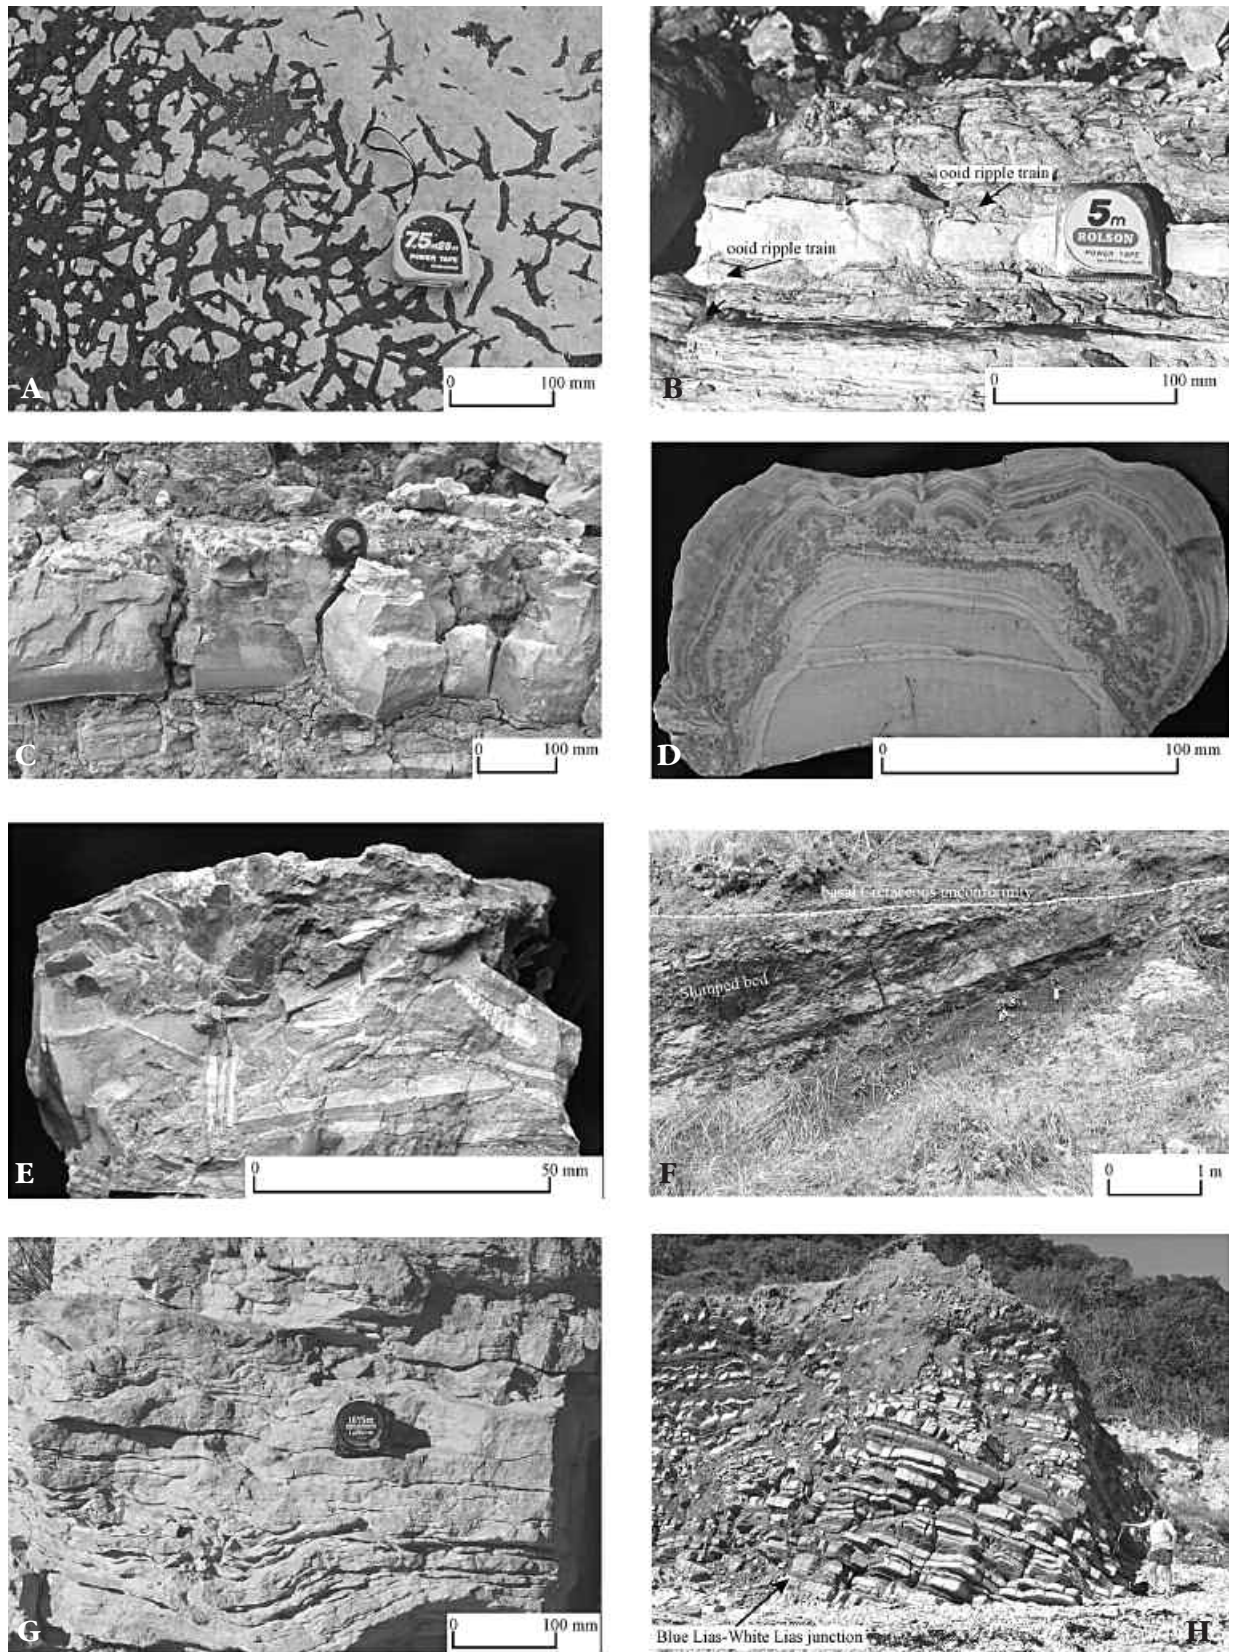 7.5m
POWER TAPE
A
0
100 mm
ooid ripple train
ooid ripple train
5m
ROLSON
POWER TAPE
B
0
100 mm
C
0
100 mm
D
0
100 mm
E
0
50 mm
basal Cretaceous unconformity
Slumped bed
F
0
1 m
G
0
100 mm
Blue Lias-White Lias junction
H